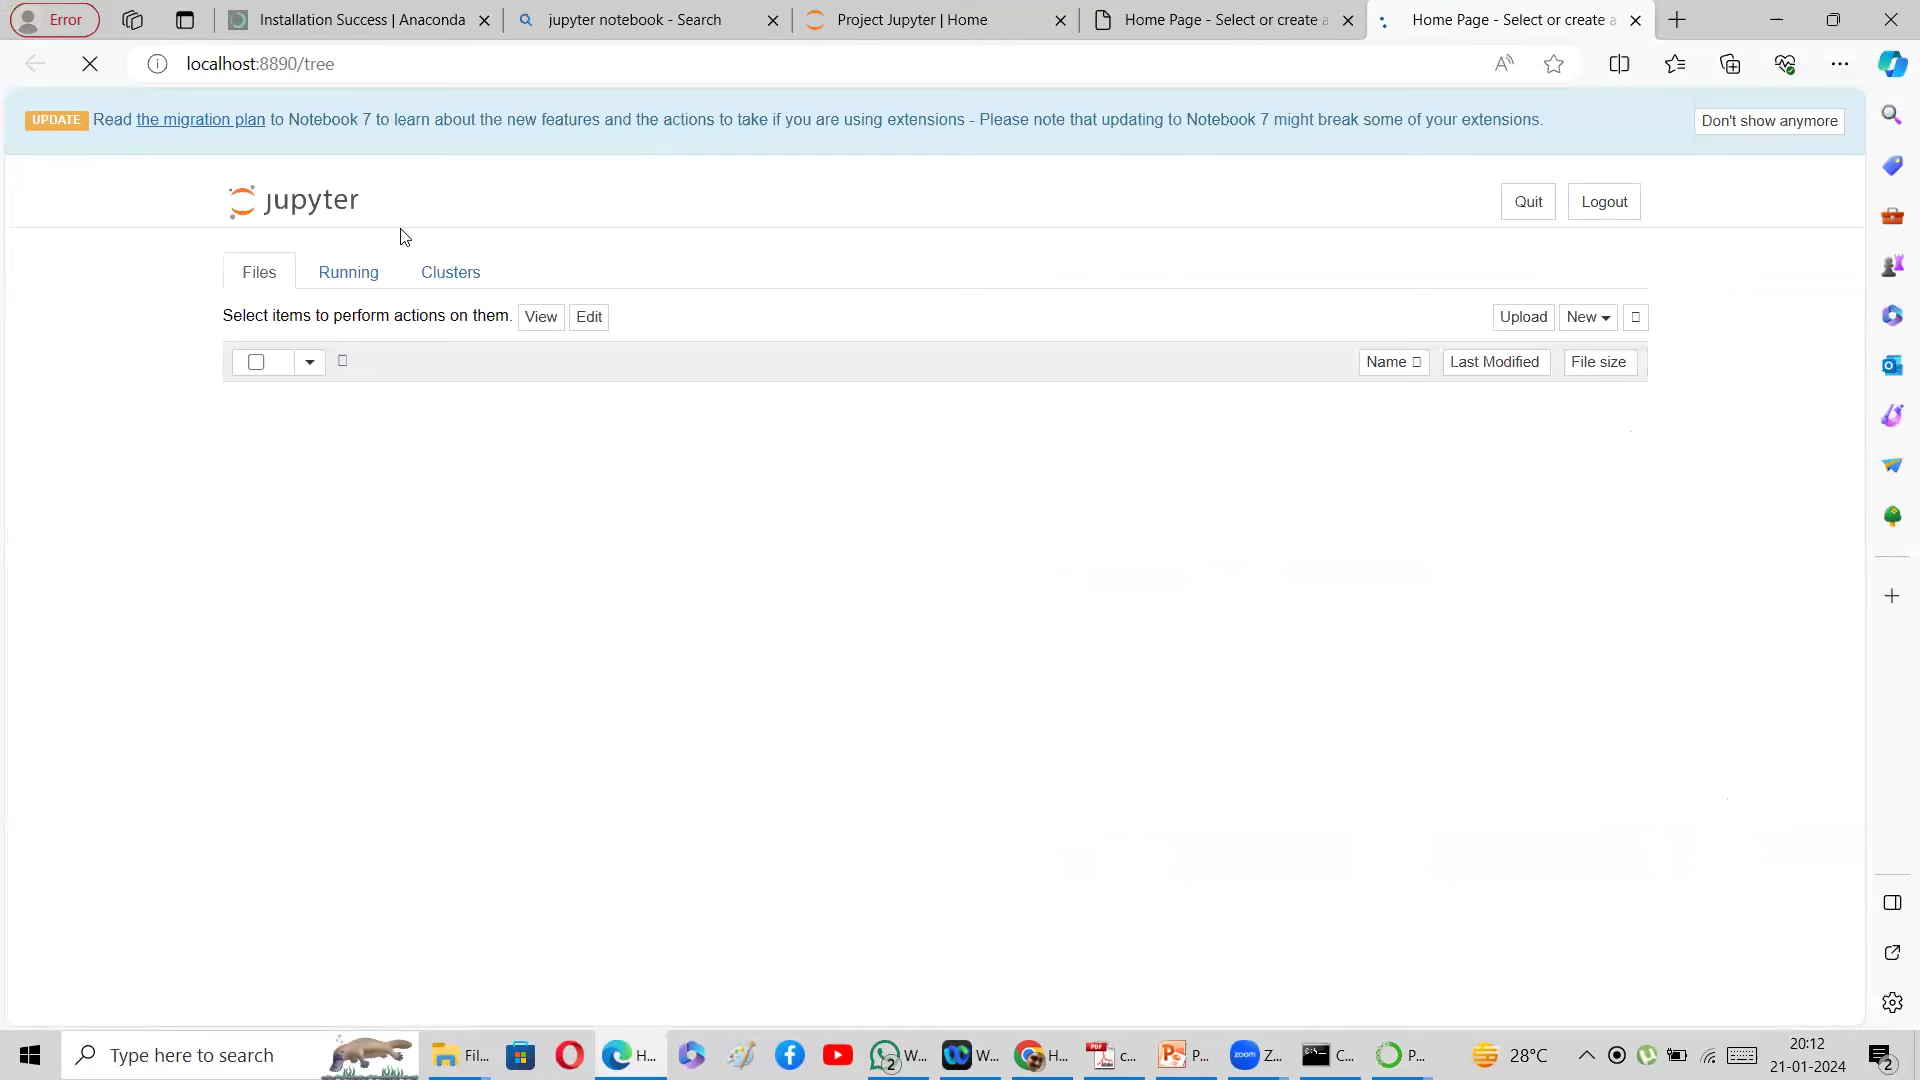 Error
Installation Success | Anaconda
jupyter notebook - Search
Project Jupyter | Home
Home Page - Select or create a
Home Page - Select or create a
localhost:8890/tree
UPDATE Read the migration plan to Notebook 7 to learn about the new features and the actions to take if you are using extensions - Please note that updating to Notebook 7 might break some of your extensions.
Don't show anymore
jupyter
Quit
Logout
Files
Running
Clusters
Select items to perform actions on them.
View
Edit
Upload
New
Name
Last Modified
File size
Type here to search
Fil...
H...
W...
2
W...
H...
c...
PDF
P...
zoom
Z...
C...
P...
28°C
20:12
21-01-2024
2